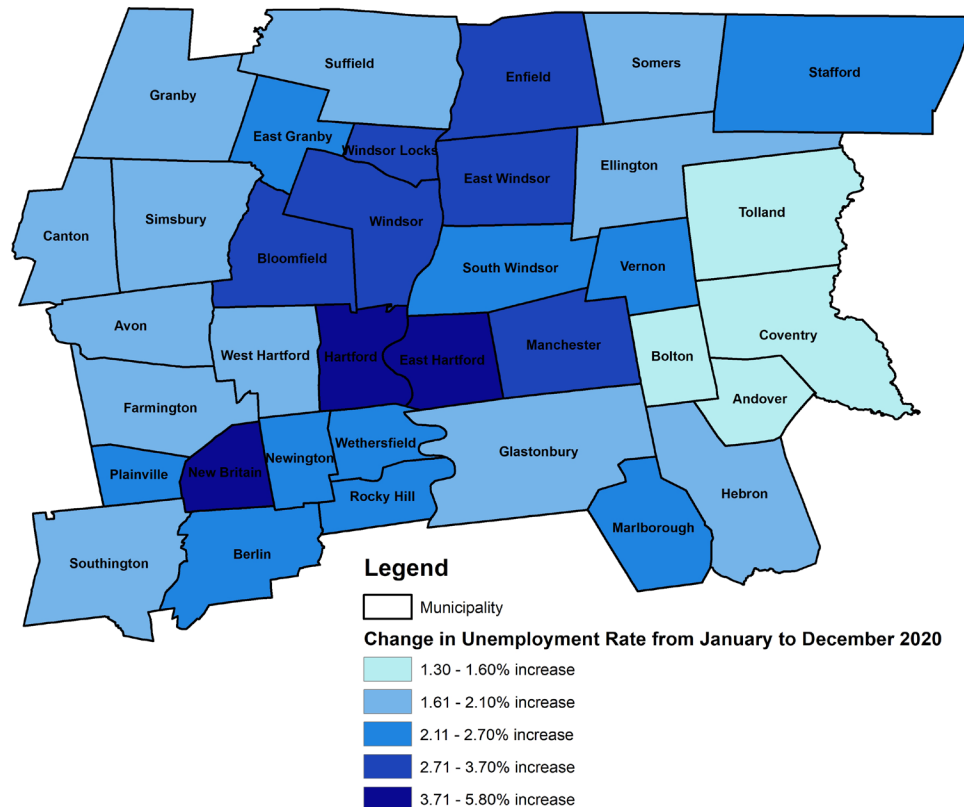 Suffield
Enfield
Somers
Stafford
Granby
East Granby
Windsor Locks
East Windsor
Ellington
Tolland
Canton
Simsbury
Windsor
Bloomfield
South Windsor
Vernon
Avon
West Hartford
Hartford
East Hartford
Manchester
Bolton
Coventry
Andover
Farmington
Wethersfield
Glastonbury
Plainville
New Britain
Newington
Rocky Hill
Hebron
Marlborough
Southington
Berlin
Legend
Municipality
Change in Unemployment Rate from January to December 2020
1.30 - 1.60% increase
1.61 - 2.10% increase
2.11 - 2.70% increase
2.71 - 3.70% increase
3.71 - 5.80% increase